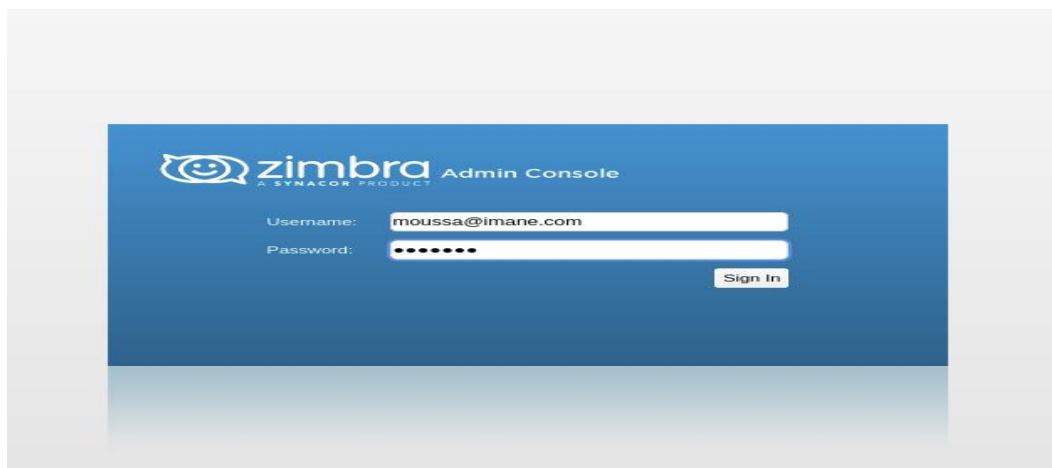 zimbra Admin Console
A SYNACOR PRODUCT
Username: moussa@imane.com
Password: •••••••
Sign In